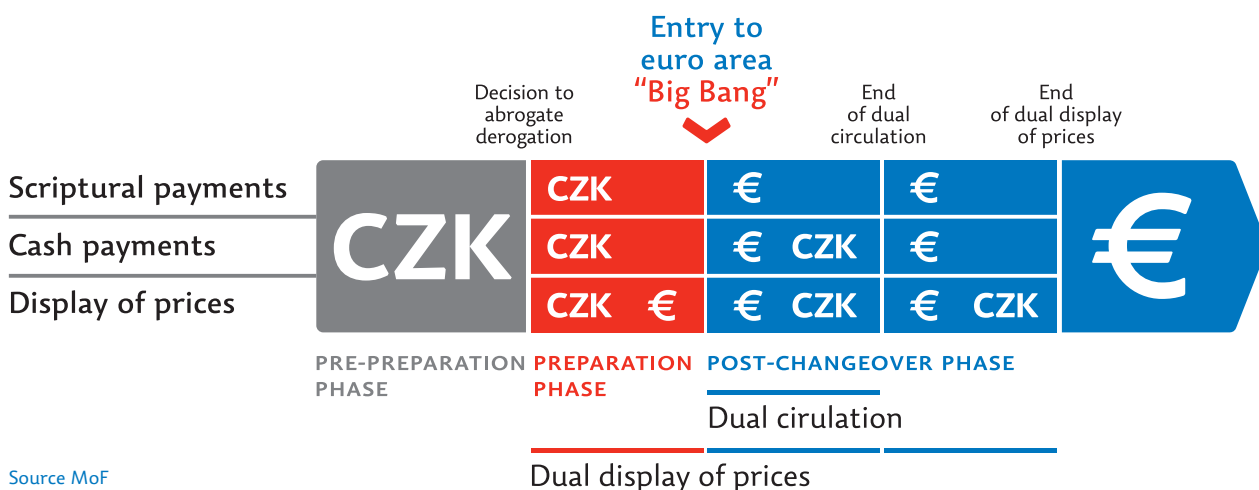 Entry to
euro area
“Big Bang”
Decision to
abrogate
derogation
End
of dual
circulation
End
of dual display
of prices
Scriptural payments
Cash payments
Display of prices
CZK
CZK
€
€
CZK
€ CZK
€
CZK €
€ CZK
€ CZK
€
PRE-PREPARATION
PHASE
PREPARATION
PHASE
POST-CHANGEOVER PHASE
Dual cirulation
Dual display of prices
Source MoF